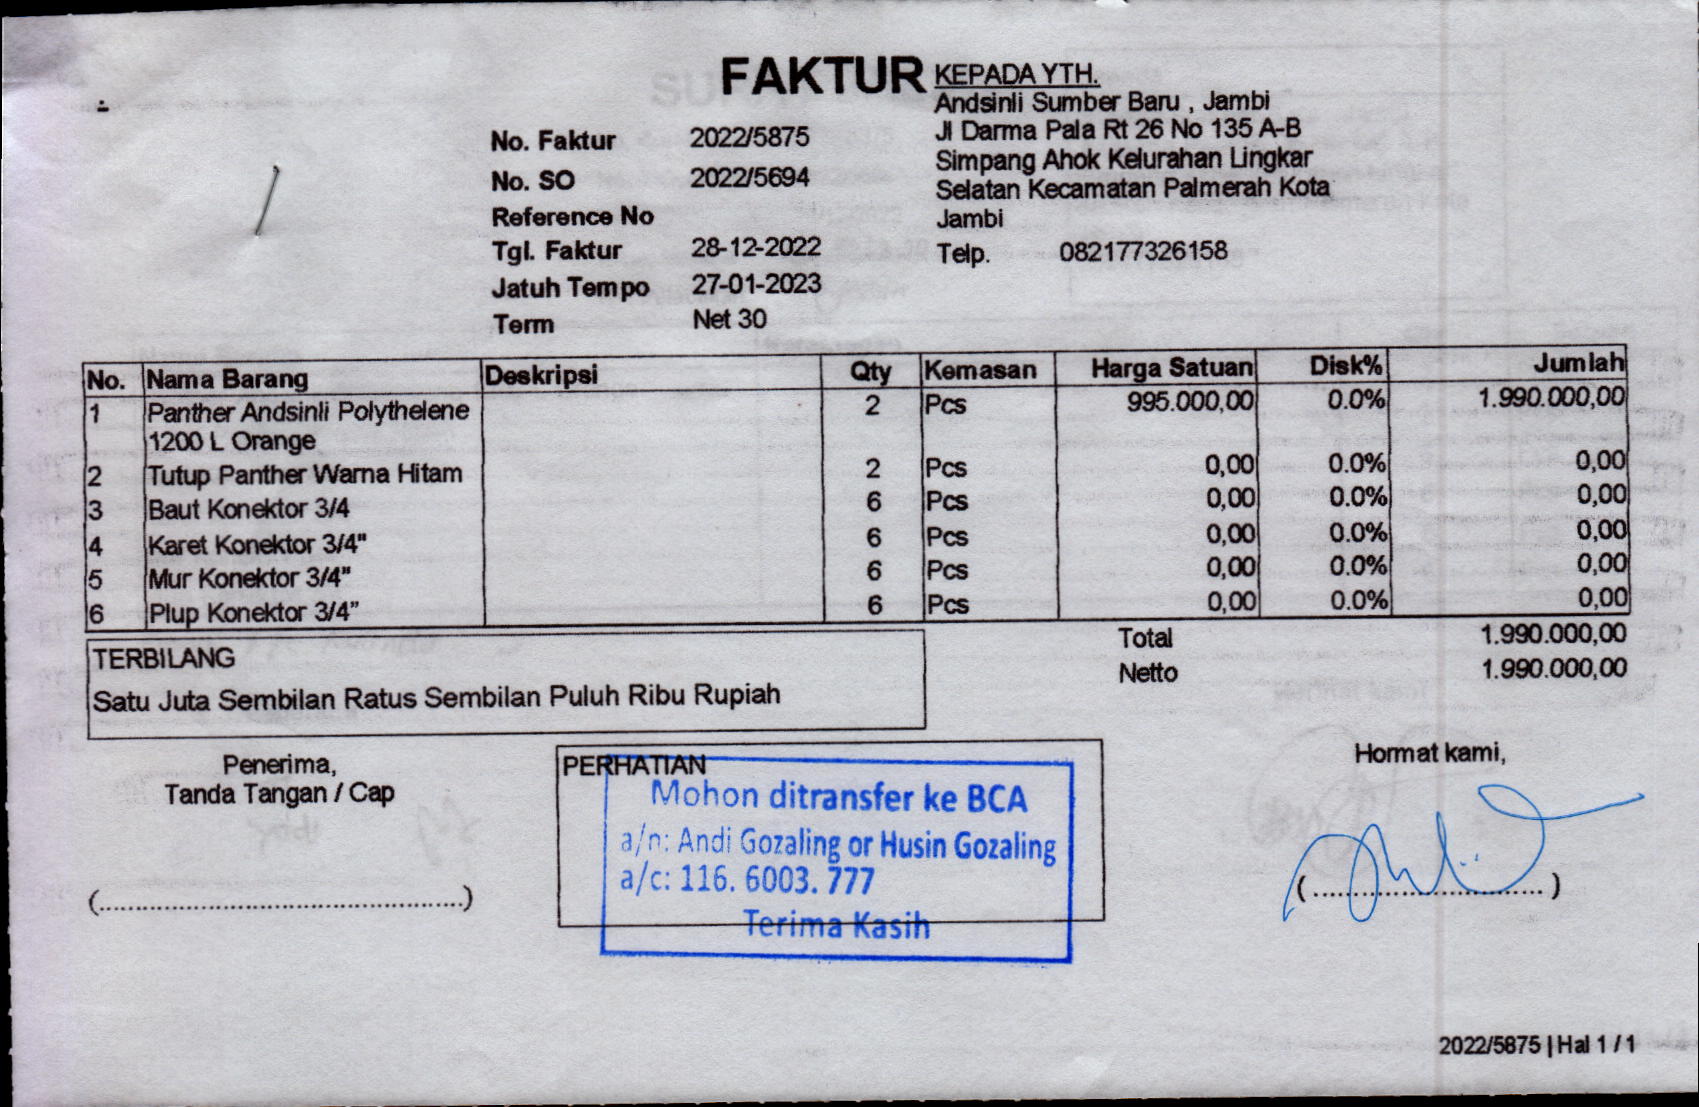 FAKTUR
KEPADA YTH.
Andsinli Sumber Baru , Jambi
Jl Darma Pala Rt 26 No 135 A-B
Simpang Ahok Kelurahan Lingkar
Selatan Kecamatan Palmerah Kota
Jambi
Telp. 082177326158
No. Faktur 2022/5875
No. SO 2022/5694
Reference No
Tgl. Faktur 28-12-2022
Jatuh Tempo 27-01-2023
Term Net 30
No. Nama Barang Deskripsi Qty Kemasan Harga Satuan Disk% Jumlah
1 Panther Andsinli Polythelene 2 Pcs 995.000,00 0.0% 1.990.000,00
1200 L Orange
2 Tutup Panther Warna Hitam 2 Pcs 0,00 0.0% 0,00
3 Baut Konektor 3/4 6 Pcs 0,00 0.0% 0,00
4 Karet Konektor 3/4" 6 Pcs 0,00 0.0% 0,00
5 Mur Konektor 3/4" 6 Pcs 0,00 0.0% 0,00
6 Plup Konektor 3/4” 6 Pcs 0,00 0.0% 0,00
Total 1.990.000,00
Netto 1.990.000,00
TERBILANG
Satu Juta Sembilan Ratus Sembilan Puluh Ribu Rupiah
Penerima,
Tanda Tangan / Cap
(................................................)
PERHATIAN
Mohon ditransfer ke BCA
a/n: Andi Gozaling or Husin Gozaling
a/c: 116. 6003. 777
Terima Kasih
Hormat kami,
(..............................)
2022/5875 | Hal 1 / 1